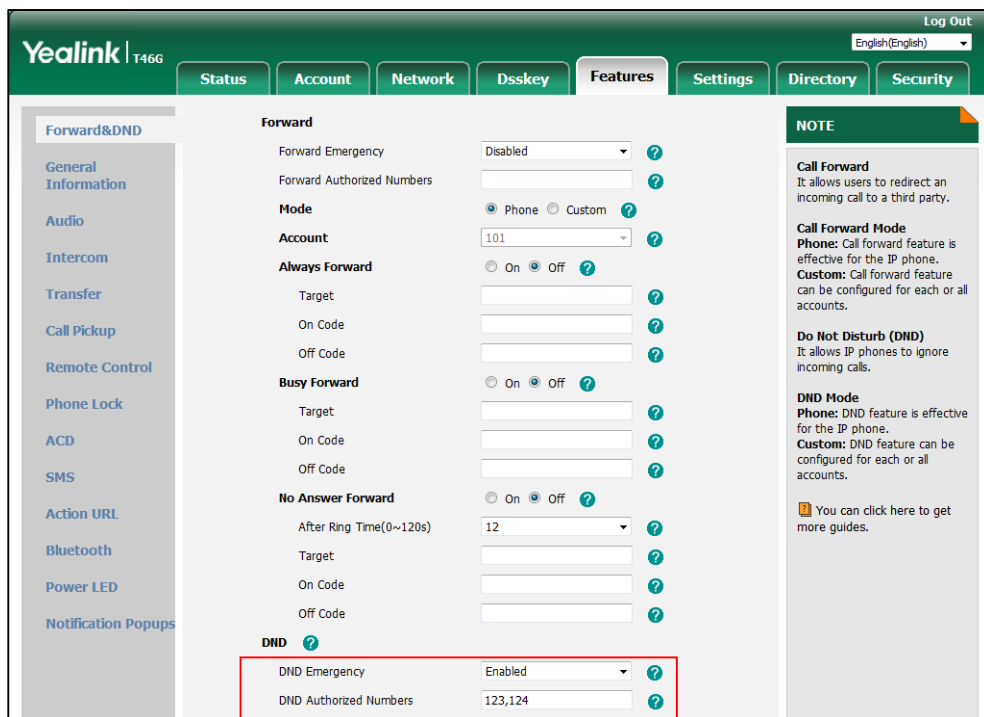 Log Out
Yealink T46G
English(English)
Status Account Network Dsskey Features Settings Directory Security
Forward&DND
General
Information
Audio
Intercom
Transfer
Call Pickup
Remote Control
Phone Lock
ACD
SMS
Action URL
Bluetooth
Power LED
Notification Popups
Forward
Forward Emergency Disabled ?
Forward Authorized Numbers ?
Mode Phone Custom ?
Account 101 ?
Always Forward On Off ?
Target ?
On Code ?
Off Code ?
Busy Forward On Off ?
Target ?
On Code ?
Off Code ?
No Answer Forward On Off ?
After Ring Time(0~120s) 12 ?
Target ?
On Code ?
Off Code ?
DND ?
DND Emergency Enabled ?
DND Authorized Numbers 123,124 ?
NOTE
Call Forward
It allows users to redirect an
incoming call to a third party.
Call Forward Mode
Phone: Call forward feature is
effective for the IP phone.
Custom: Call forward feature
can be configured for each or all
accounts.
Do Not Disturb (DND)
It allows IP phones to ignore
incoming calls.
DND Mode
Phone: DND feature is effective
for the IP phone.
Custom: DND feature can be
configured for each or all
accounts.
? You can click here to get
more guides.